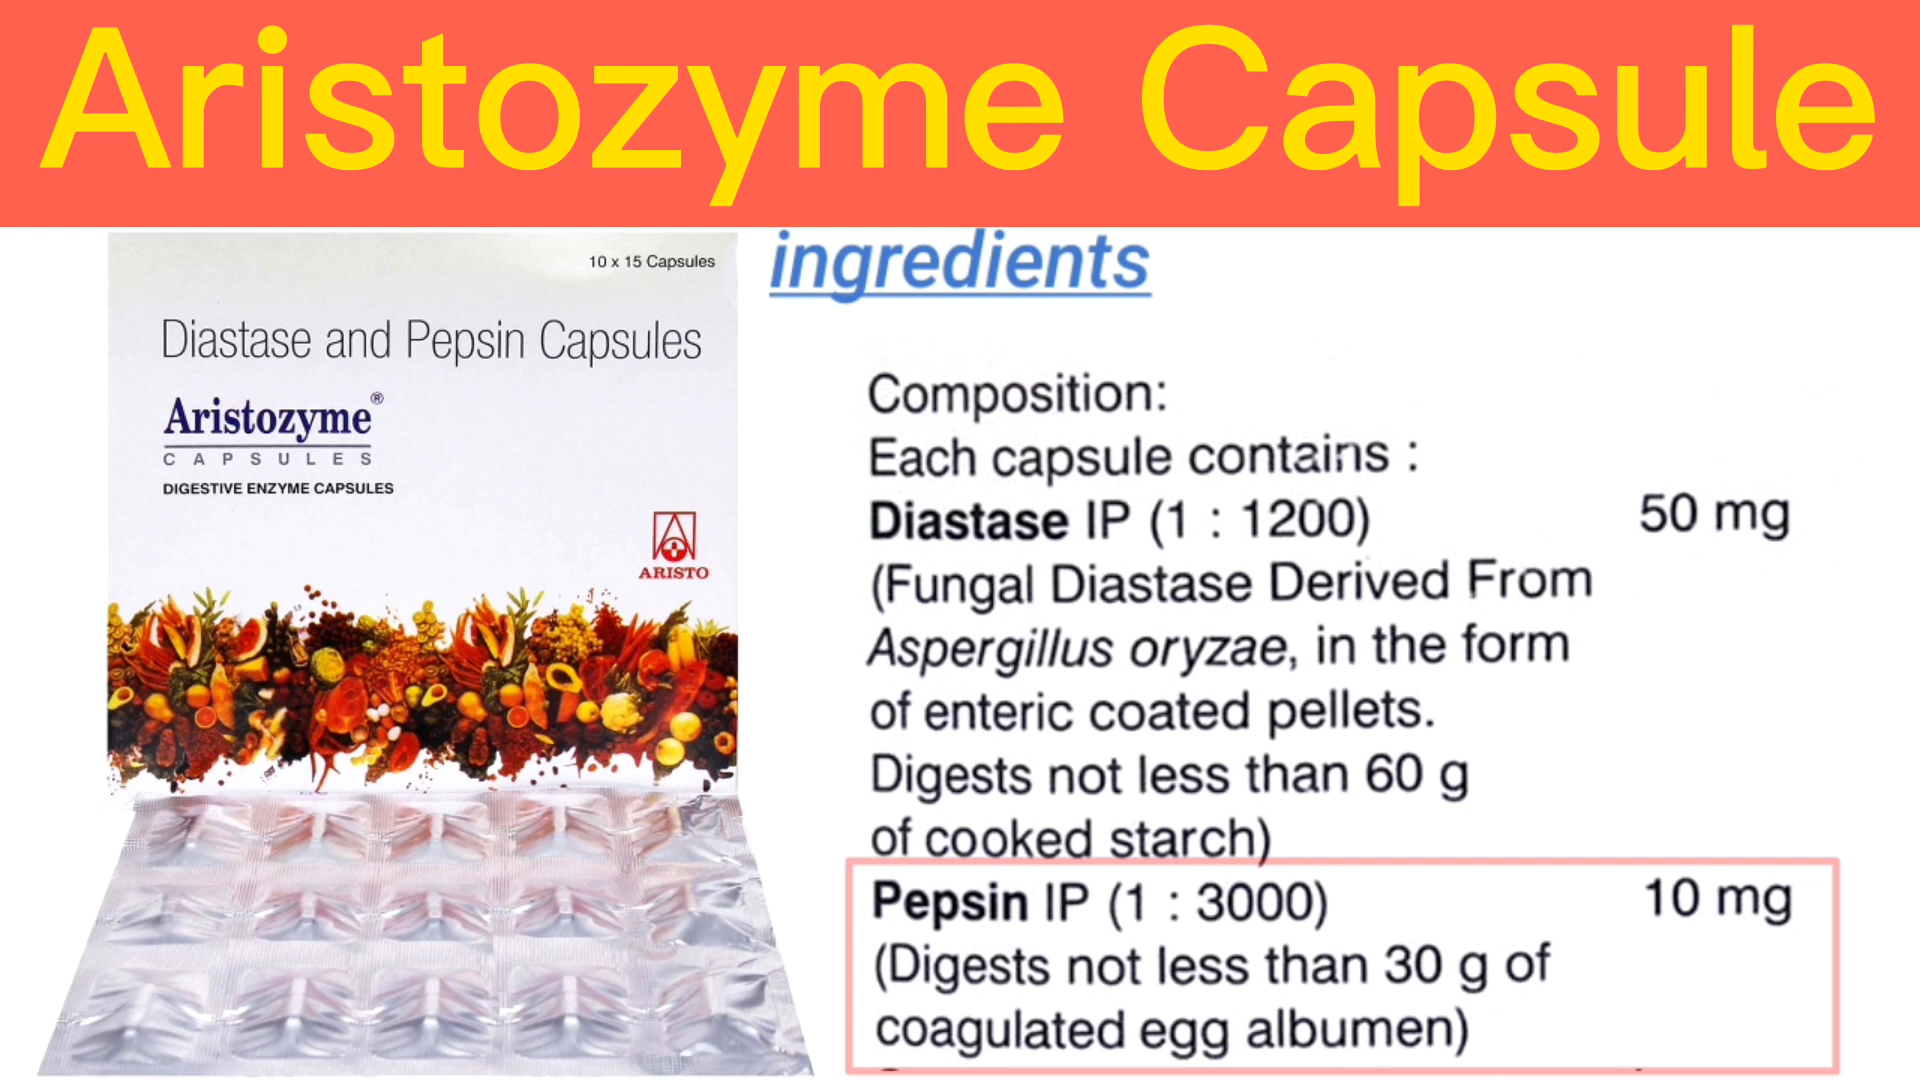 Aristozyme Capsule
10 x 15 Capsules
Diastase and Pepsin Capsules
Aristozyme®
CAPSULES
DIGESTIVE ENZYME CAPSULES
ARISTO
ingredients
Composition:
Each capsule contains :
Diastase IP (1 : 1200) 50 mg
(Fungal Diastase Derived From
Aspergillus oryzae, in the form
of enteric coated pellets.
Digests not less than 60 g
of cooked starch)
Pepsin IP (1 : 3000) 10 mg
(Digests not less than 30 g of
coagulated egg albumen)